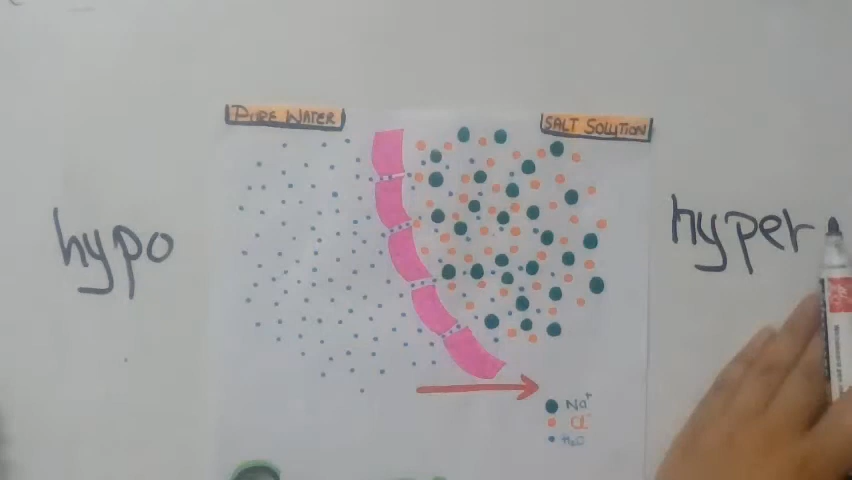 PURE WATER
SALT SOLUTION
hypo
hyper
Na+
Cl-
H2O